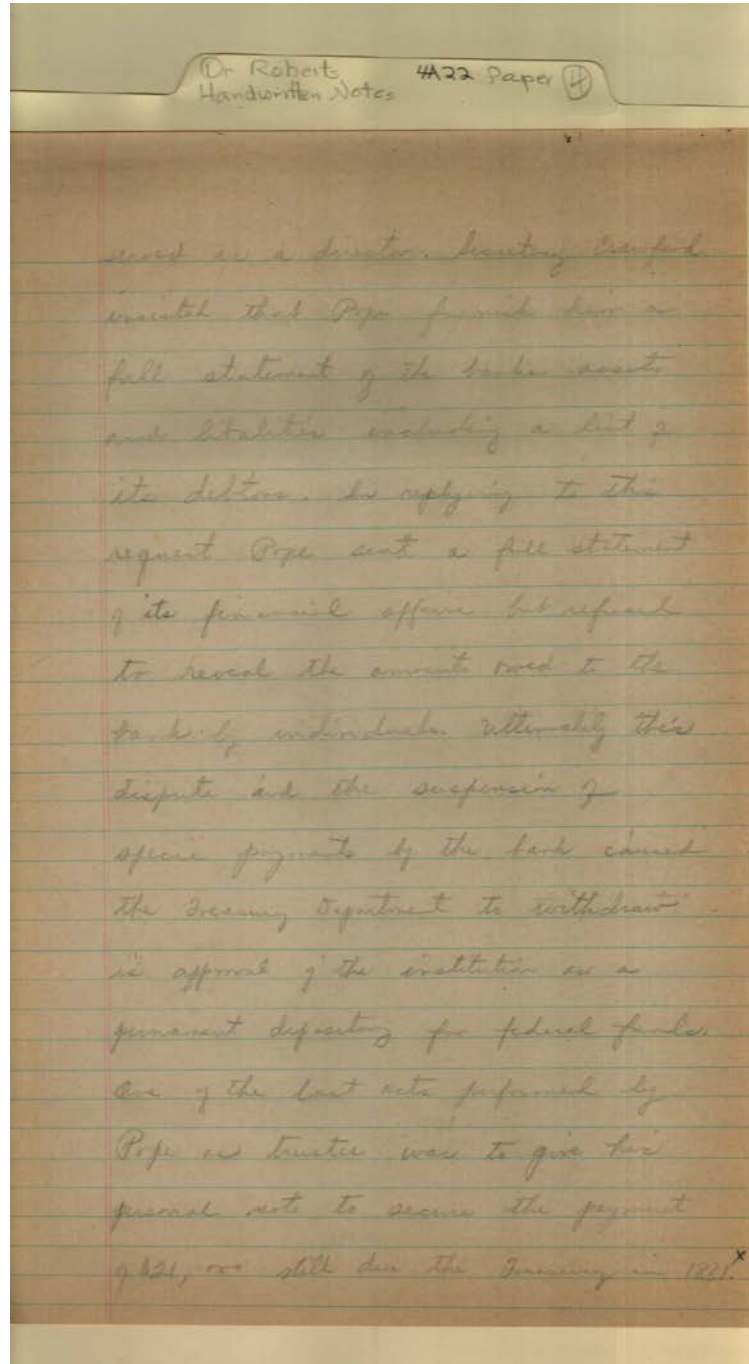 Dr Roberts 4A22 Paper 4
Handwritten Notes
served as a director. Secretary Crawford
insisted that Pope furnish him a
full statement of the banks assets
and libalities including a list of
its debtors. In replying to this
request Pope sent a full statement
of its financial affairs but refused
to reveal the amounts owed to the
bank by individuals. Ultimately this
dispute and the suspension of
specie payments by the bank caused
the Treasury Department to withdraw
is approval of the institution as a
permanent depository for federal funds.
One of the last acts performed by
Pope as trustee was to give his
personal note to secure the payment
of $21,000 still due the Treasury in
x